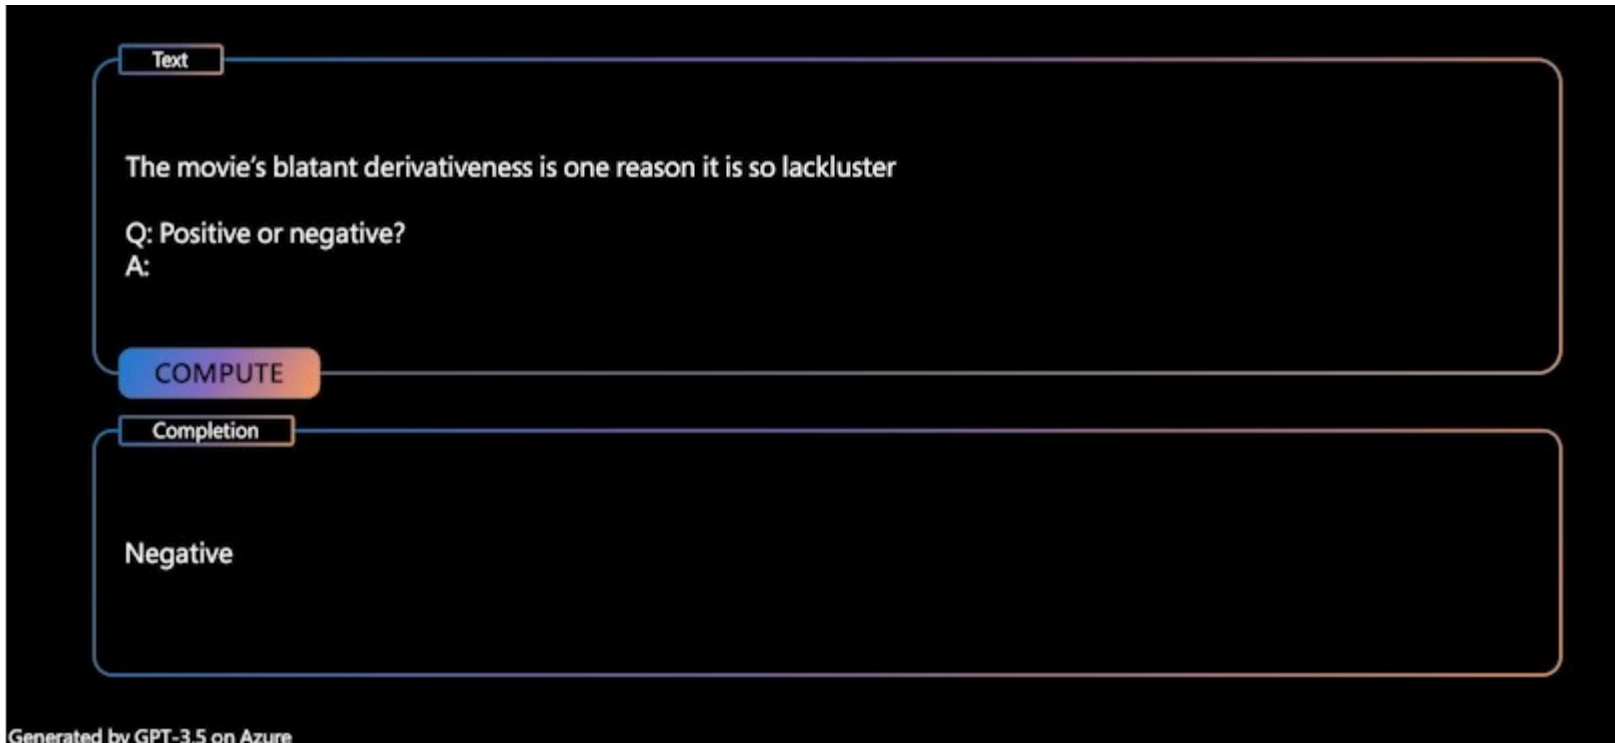 Text
The movie’s blatant derivativeness is one reason it is so lackluster
Q: Positive or negative?
A:
COMPUTE
Completion
Negative
Generated by GPT-3.5 on Azure